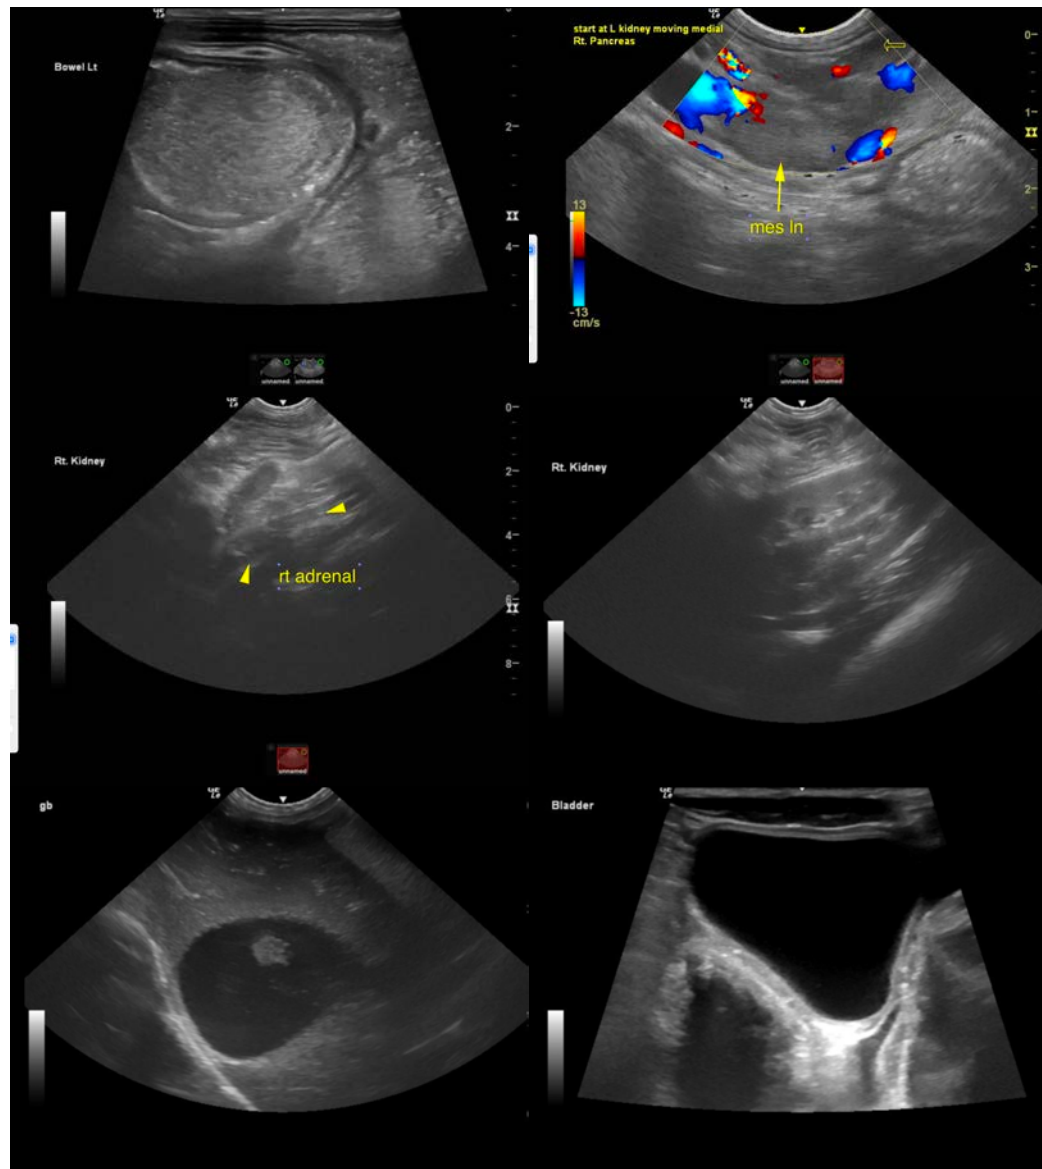 Bowel Lt
2
4
start at L kidney moving medial
Rt. Pancreas
0
1
2
3
mes ln
13
-13
cm/s
unnamed
unnamed
unnamed
unnamed
Rt. Kidney
0
2
4
6
8
rt adrenal
Rt. Kidney
unnamed
gb
Bladder